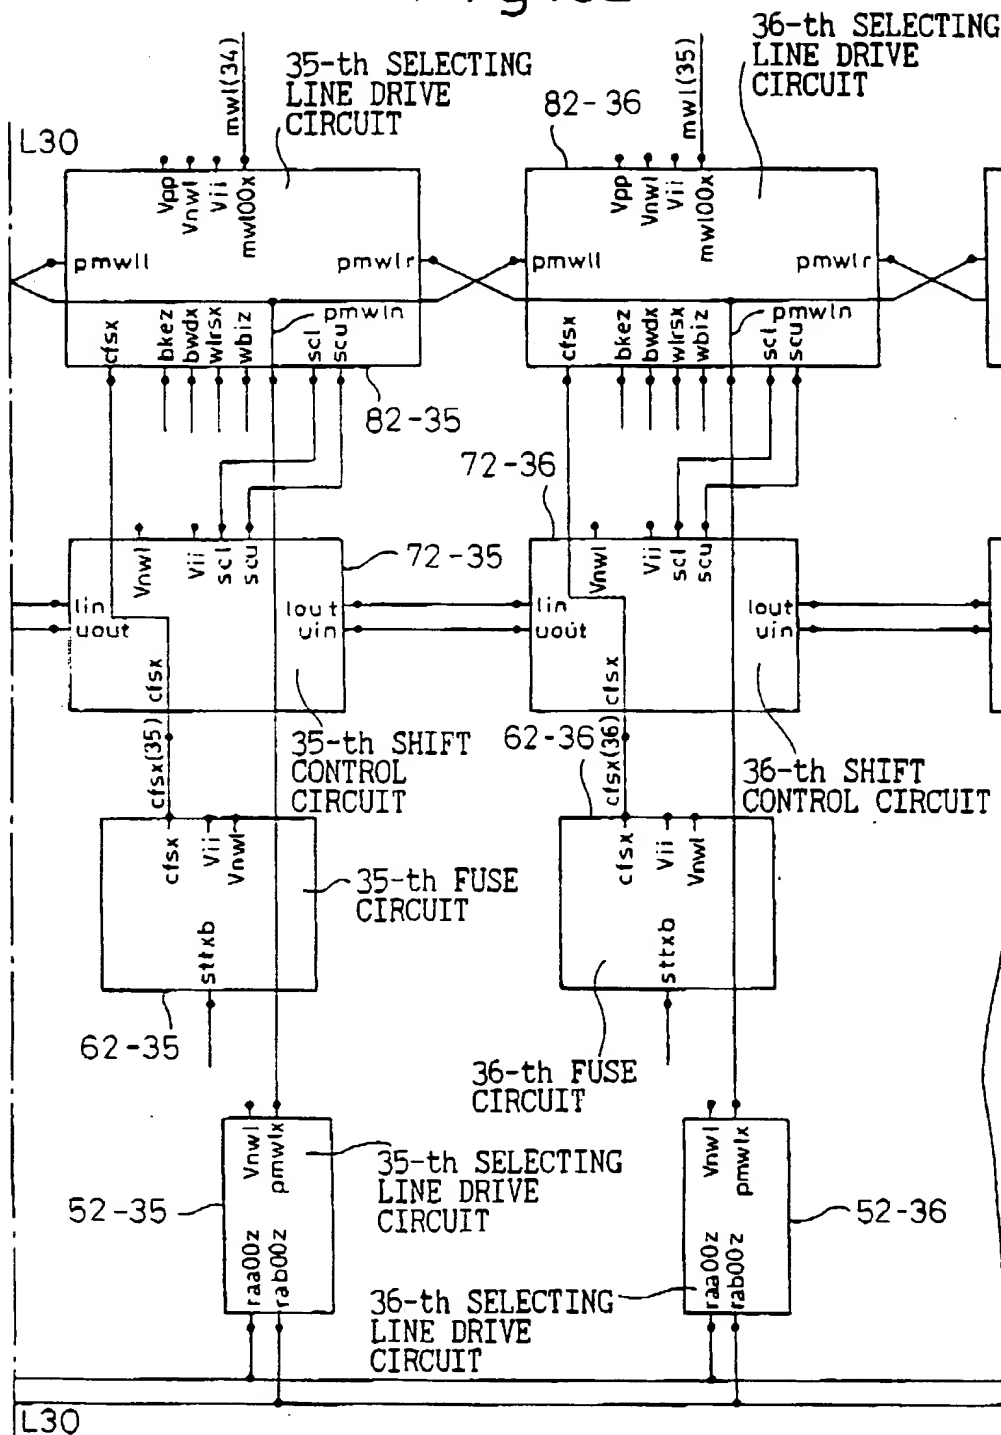 36-th SELECTING
LINE DRIVE
CIRCUIT
35-th SELECTING
LINE DRIVE
CIRCUIT
mwl(34)
82-36
mwl(35)
L30
Vpp
Vnwl
Vii
mwl00x
pmwll
pmwlr
pmwln
cfsx
bkez
bwdx
wlrsx
wbiz
scl
scu
82-35
Vpp
Vnwl
Vii
mwl00x
pmwll
pmwlr
pmwln
cfsx
bkez
bwdx
wlrsx
wbiz
scl
scu
72-36
72-35
Vnwl
Vii
scl
scu
lin
uout
lout
uin
cfsx
Vnwl
Vii
scl
scu
lin
uout
lout
uin
cfsx
cfsx(35)
35-th SHIFT
CONTROL
CIRCUIT
62-36
cfsx(36)
36-th SHIFT
CONTROL CIRCUIT
cfsx
Vii
Vnwl
sttxb
35-th FUSE
CIRCUIT
62-35
cfsx
Vii
Vnwl
sttxb
36-th FUSE
CIRCUIT
Vnwl
pmwlx
raa00z
rab00z
52-35
35-th SELECTING
LINE DRIVE
CIRCUIT
Vnwl
pmwlx
raa00z
rab00z
52-36
36-th SELECTING
LINE DRIVE
CIRCUIT
L30